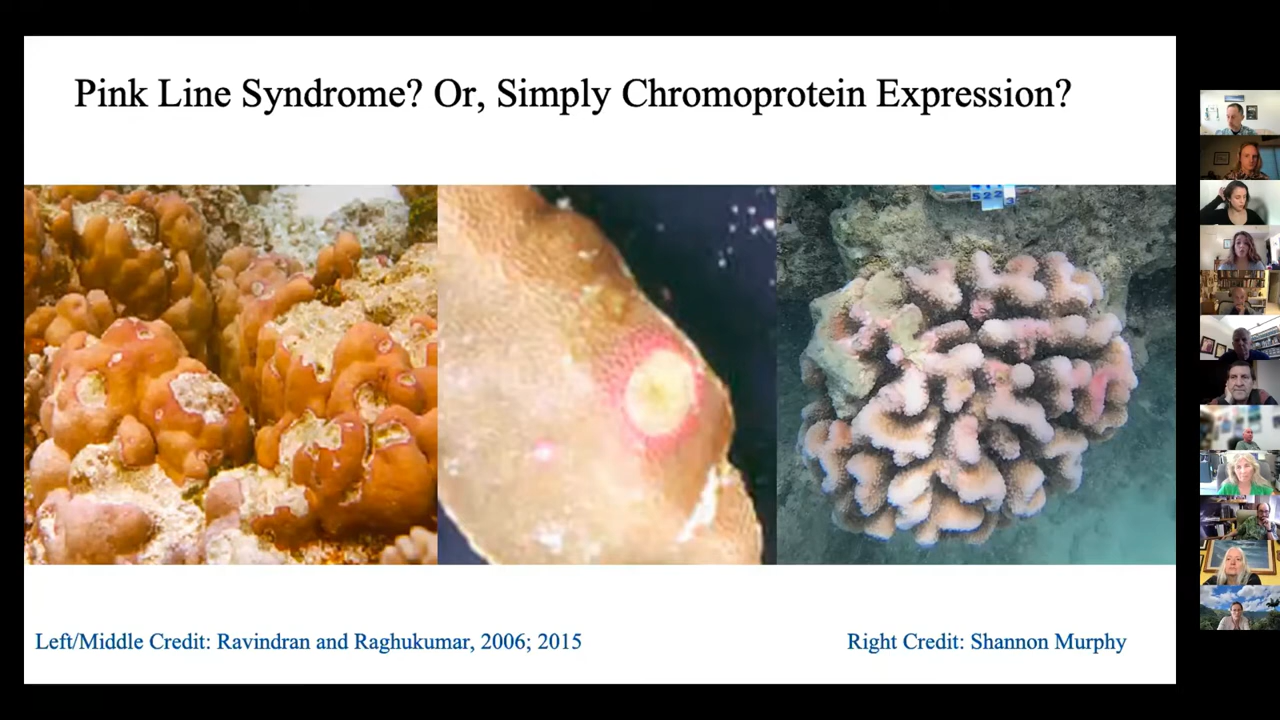 Pink Line Syndrome? Or, Simply Chromoprotein Expression?
Left/Middle Credit: Ravindran and Raghukumar, 2006; 2015
Right Credit: Shannon Murphy